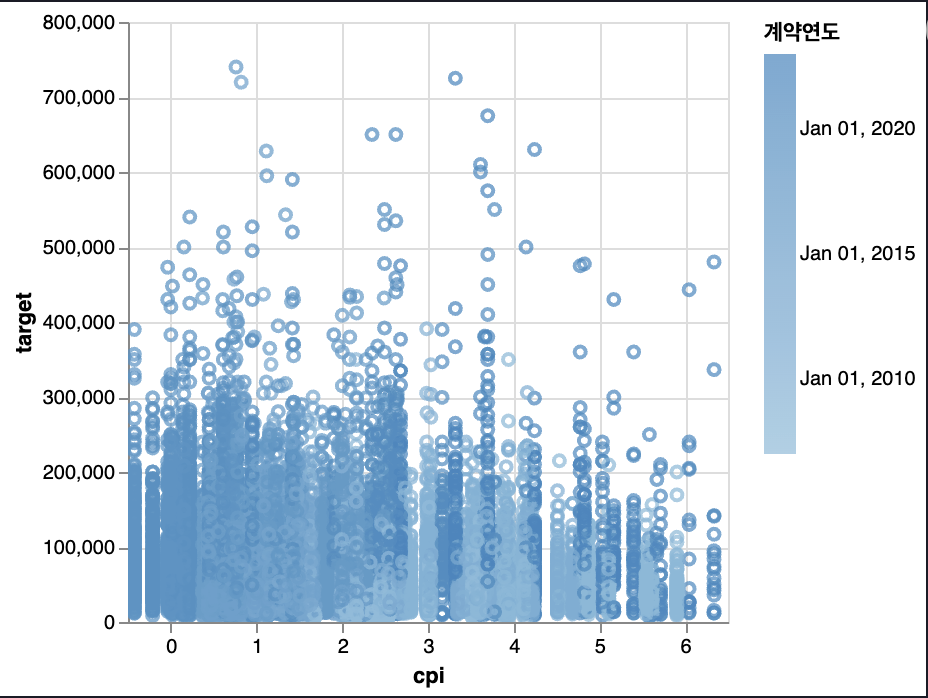 계약연도
800,000
700,000
600,000
500,000
400,000
300,000
200,000
100,000
0
target
0 1 2 3 4 5 6
cpi
Jan 01, 2020
Jan 01, 2015
Jan 01, 2010